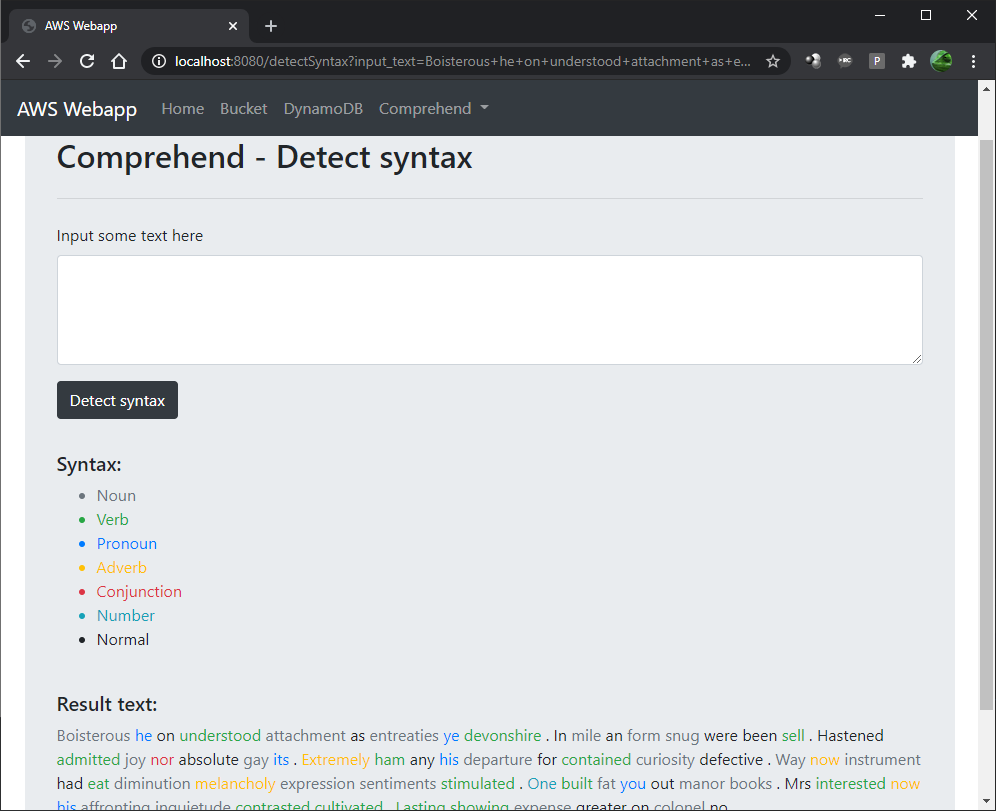 AWS Webapp
localhost:8080/detectSyntax?input_text=Boisterous+he+on+understood+attachment+as+e...
P
AWS Webapp Home Bucket DynamoDB Comprehend
Comprehend - Detect syntax
Input some text here
Detect syntax
Syntax:
Noun
Verb
Pronoun
Adverb
Conjunction
Number
Normal
Result text:
Boisterous he on understood attachment as entreaties ye devonshire . In mile an form snug were been sell . Hastened
admitted joy nor absolute gay its . Extremely ham any his departure for contained curiosity defective . Way now instrument
had eat diminution melancholy expression sentiments stimulated . One built fat you out manor books . Mrs interested now
his affronting inquietude contrasted cultivated . Lasting showing expense greater on colonel no